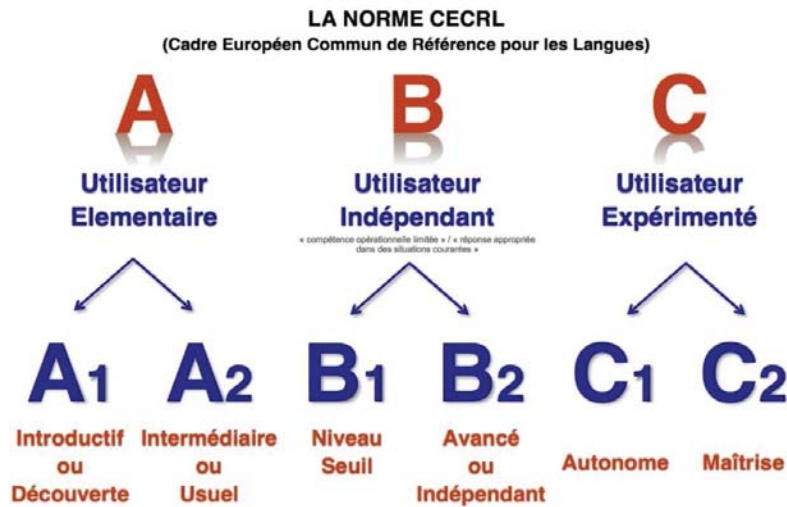 LA NORME CECRL
(Cadre Européen Commun de Référence pour les Langues)
A
B
C
Utilisateur
Elementaire
Utilisateur
Indépendant
« compétence opérationnelle limitée » / « réponse appropriée
dans des situations courantes »
Utilisateur
Expérimenté
A1
A2
B1
B2
C1
C2
Introductif
ou
Découverte
Intermédiaire
ou
Usuel
Niveau
Seuil
Avancé
ou
Indépendant
Autonome
Maîtrise